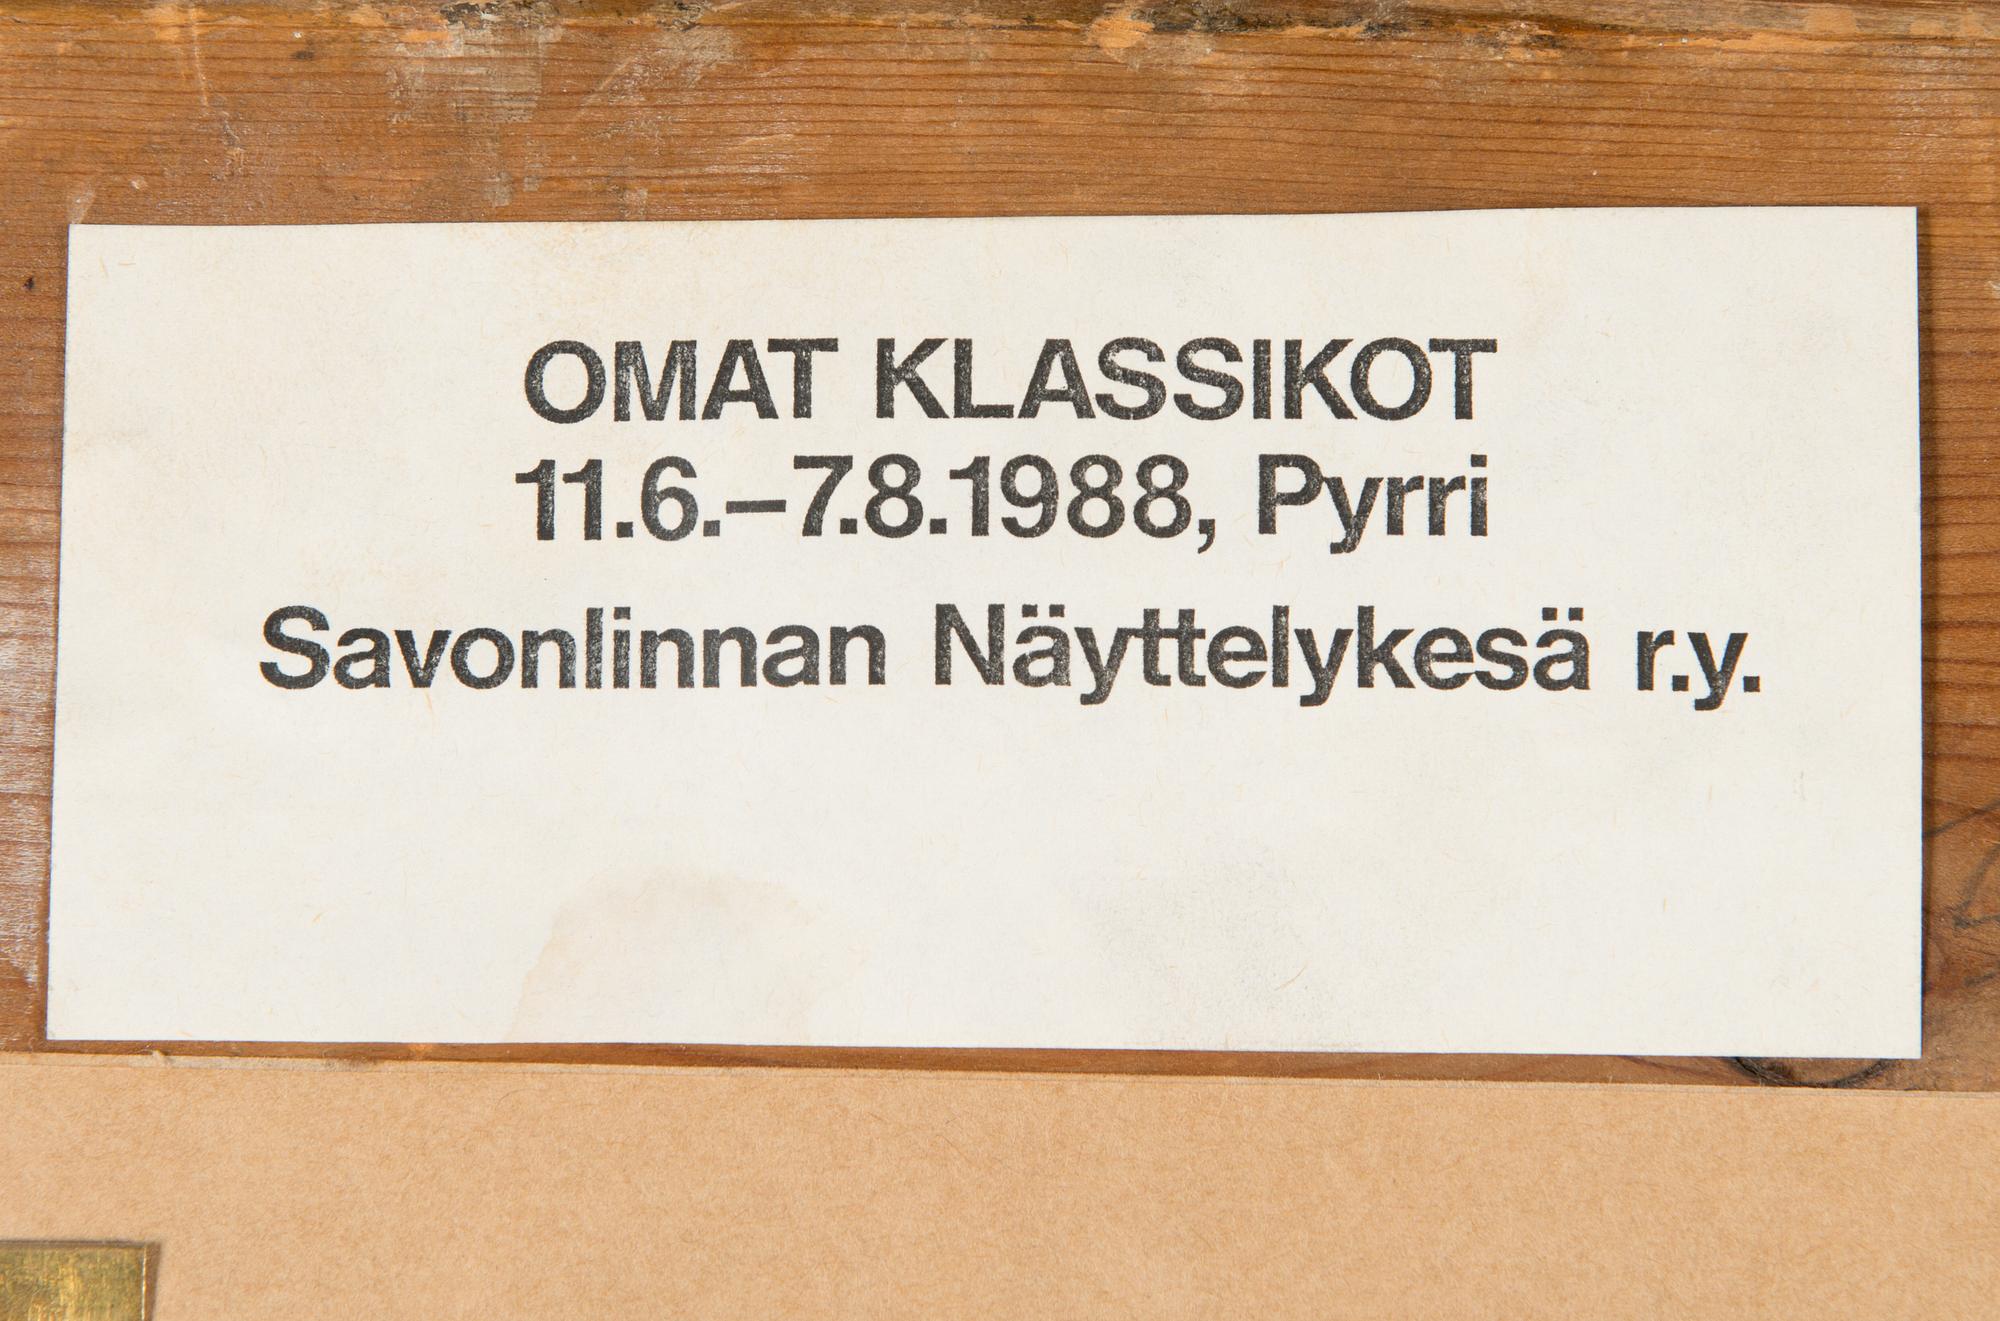 OMAT KLASSIKOT
11.6.–7.8.1988, Pyrri
Savonlinnan Näyttelykesä r.y.